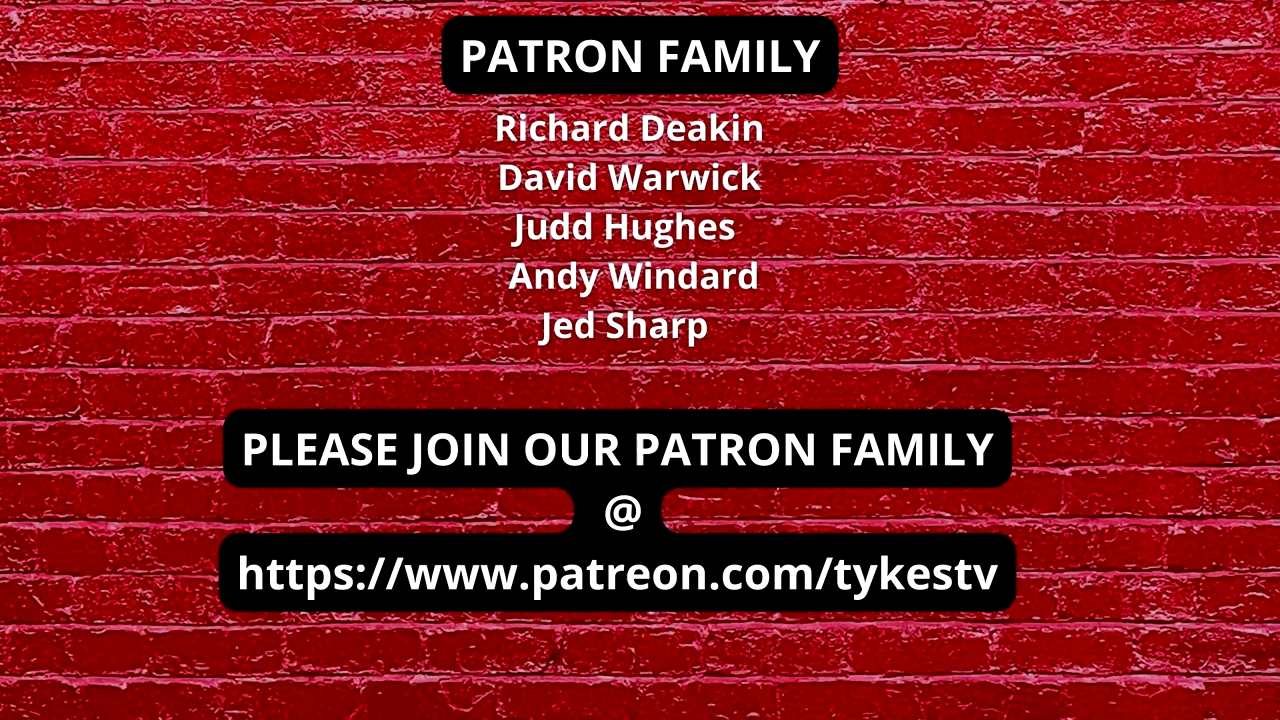 PATRON FAMILY
Richard Deakin
David Warwick
Judd Hughes
Andy Windard
Jed Sharp
PLEASE JOIN OUR PATRON FAMILY
@
https://www.patreon.com/tykestv